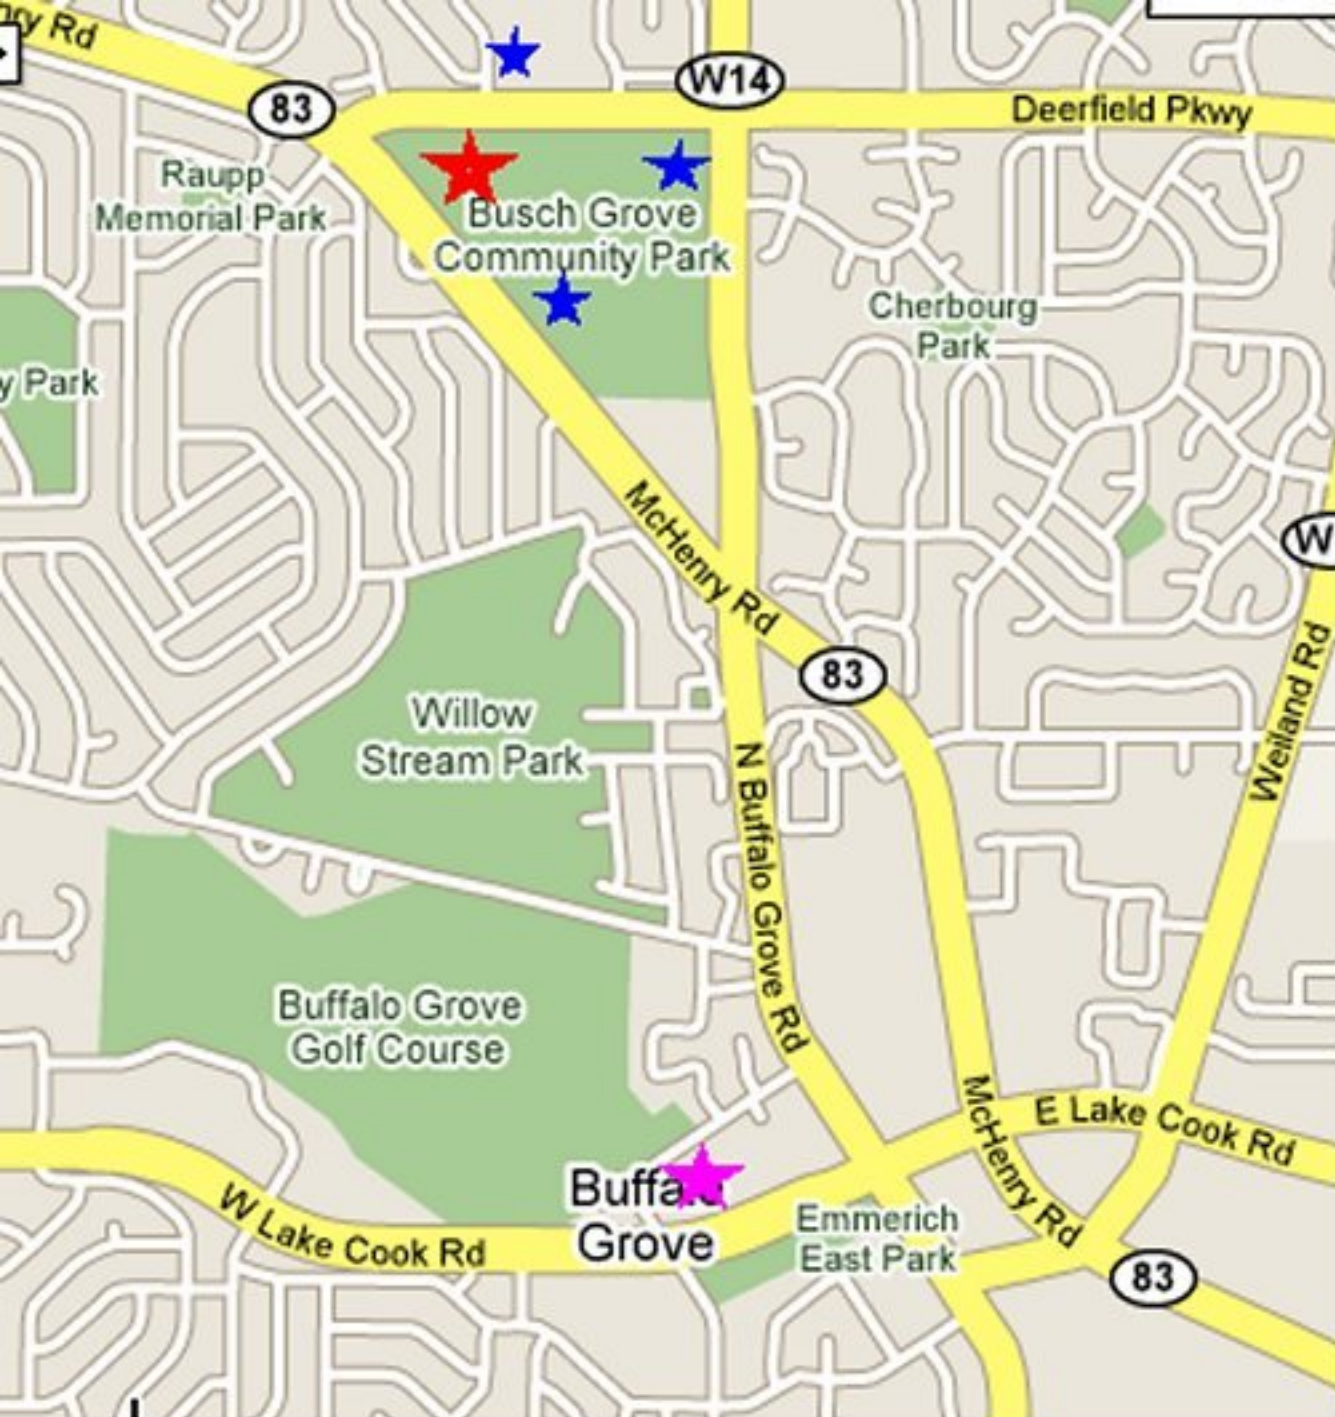 nry Rd
W14
83
Deerfield Pkwy
Raupp
Memorial Park
Busch Grove
Community Park
Cherbourg
Park
y Park
McHenry Rd
W
83
Weiland Rd
Willow
Stream Park
N Buffalo Grove Rd
Buffalo Grove
Golf Course
McHenry Rd
E Lake Cook Rd
Buffalo
Grove
W Lake Cook Rd
Emmerich
East Park
83